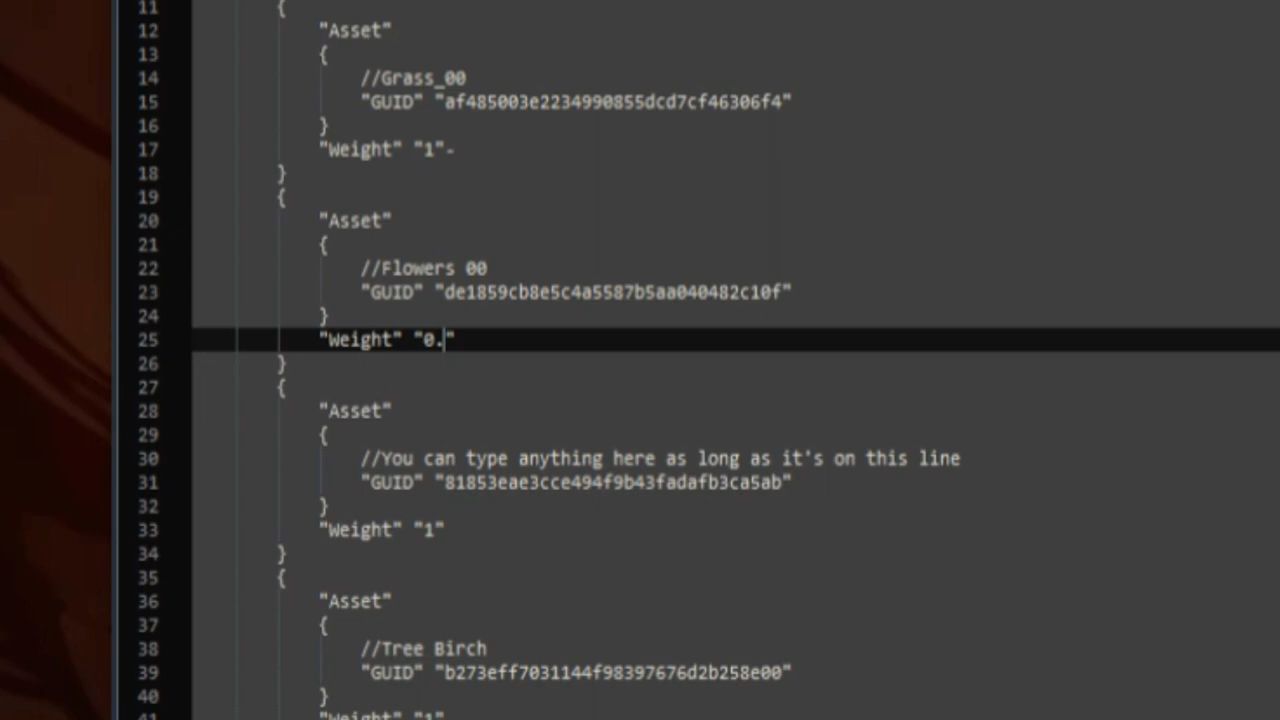 11 {
12 "Asset"
13 {
14 //Grass_00
15 "GUID" "af485003e2234990855dcd7cf46306f4"
16 }
17 "Weight" "1"-
18 }
19 {
20 "Asset"
21 {
22 //Flowers 00
23 "GUID" "de1859cb8e5c4a5587b5aa040482c10f"
24 }
25 "Weight" "0."
26 }
27 {
28 "Asset"
29 {
30 //You can type anything here as long as it's on this line
31 "GUID" "81853eae3cce494f9b43fadafb3ca5ab"
32 }
33 "Weight" "1"
34 }
35 {
36 "Asset"
37 {
38 //Tree Birch
39 "GUID" "b273eff7031144f98397676d2b258e00"
40 }
41 "Weight" "1"